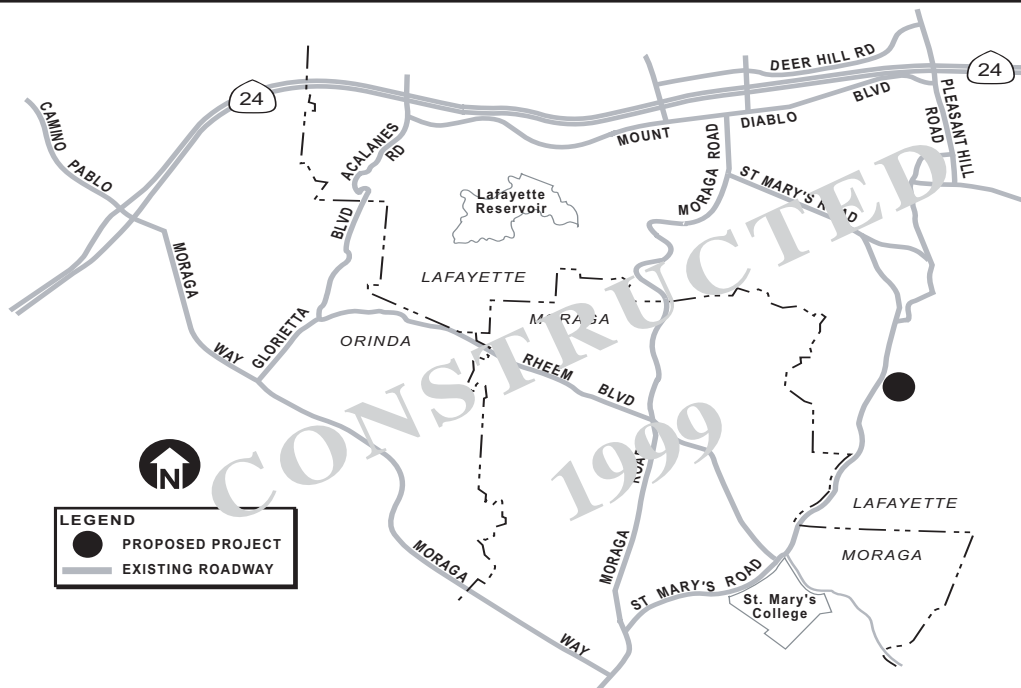 DEER HILL RD
24
24
CAMINO
PABLO
ACALANES
RD
BLVD
MOUNT
DIABLO
BLVD
PLEASANT HILL
ROAD
MORAGA ROAD
ST MARY'S ROAD
Lafayette
Reservoir
BLVD
MORAGA
LAFAYETTE
MORAGA
GLORIETTA
ORINDA
WAY
RHEEM
BLVD
CONSTRUCTED
1999
ROAD
N
LEGEND
PROPOSED PROJECT
EXISTING ROADWAY
LAFAYETTE
MORAGA
MORAGA
MORAGA
ST MARY'S ROAD
St. Mary's
College
WAY